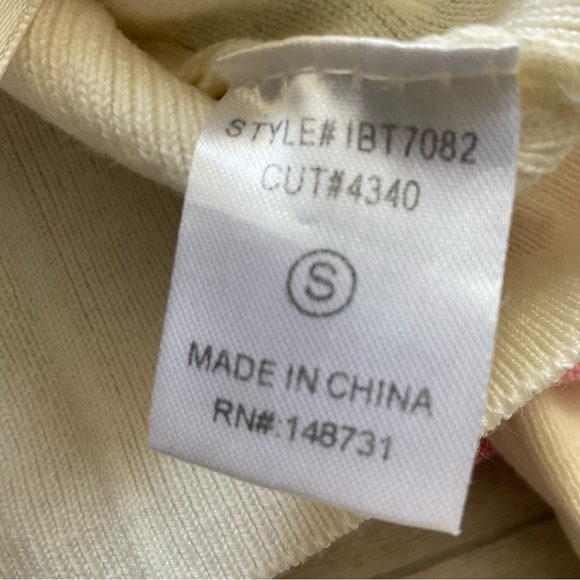 STYLE# IBT7082
CUT#4340
S
MADE IN CHINA
RN#:148731